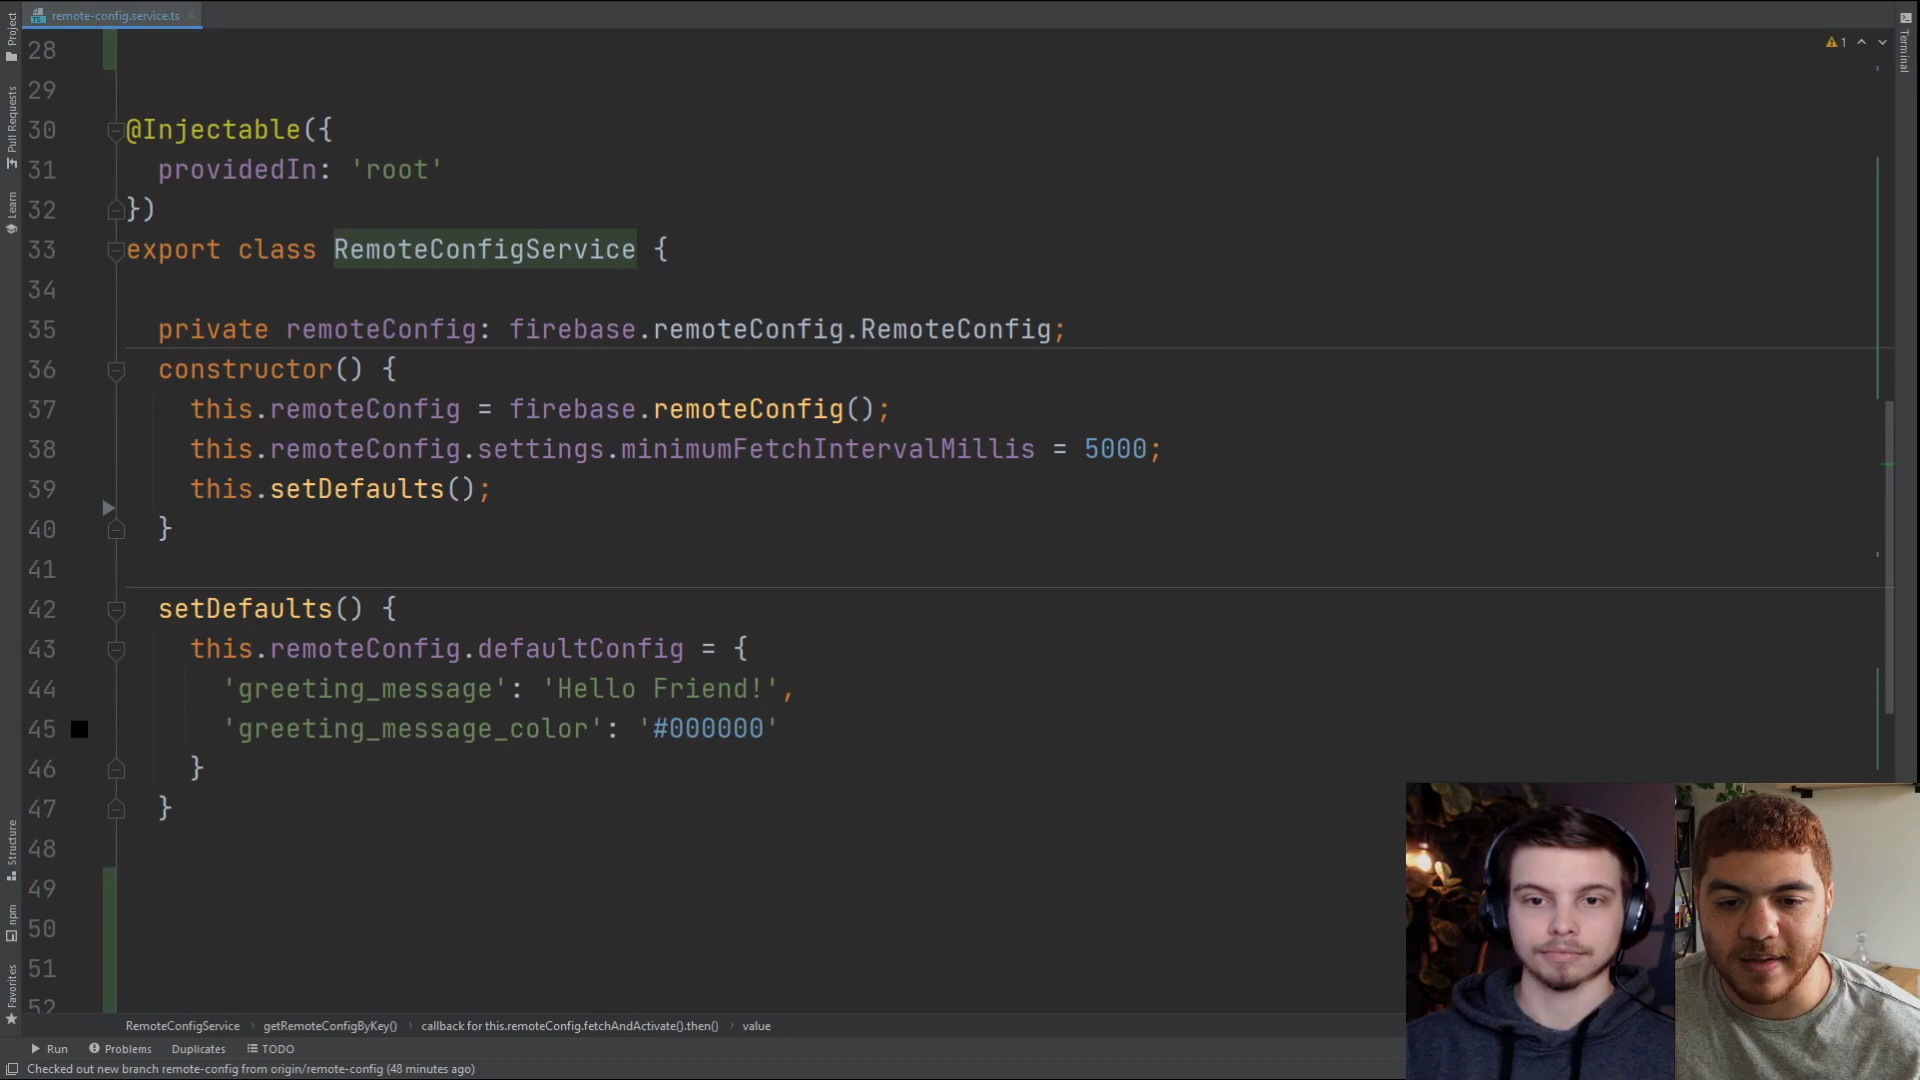 remote-config.service.ts
Project
Pull Requests
Learn
Structure
npm
Favorites
Terminal
1
28
29
30 @Injectable({
31 providedIn: 'root'
32 })
33 export class RemoteConfigService {
34
35 private remoteConfig: firebase.remoteConfig.RemoteConfig;
36 constructor() {
37 this.remoteConfig = firebase.remoteConfig();
38 this.remoteConfig.settings.minimumFetchIntervalMillis = 5000;
39 this.setDefaults();
40 }
41
42 setDefaults() {
43 this.remoteConfig.defaultConfig = {
44 'greeting_message': 'Hello Friend!',
45 'greeting_message_color': '#000000'
46 }
47 }
48
49
50
51
52
RemoteConfigService › getRemoteConfigByKey() › callback for this.remoteConfig.fetchAndActivate().then() › value
Run Problems Duplicates TODO
Checked out new branch remote-config from origin/remote-config (48 minutes ago)